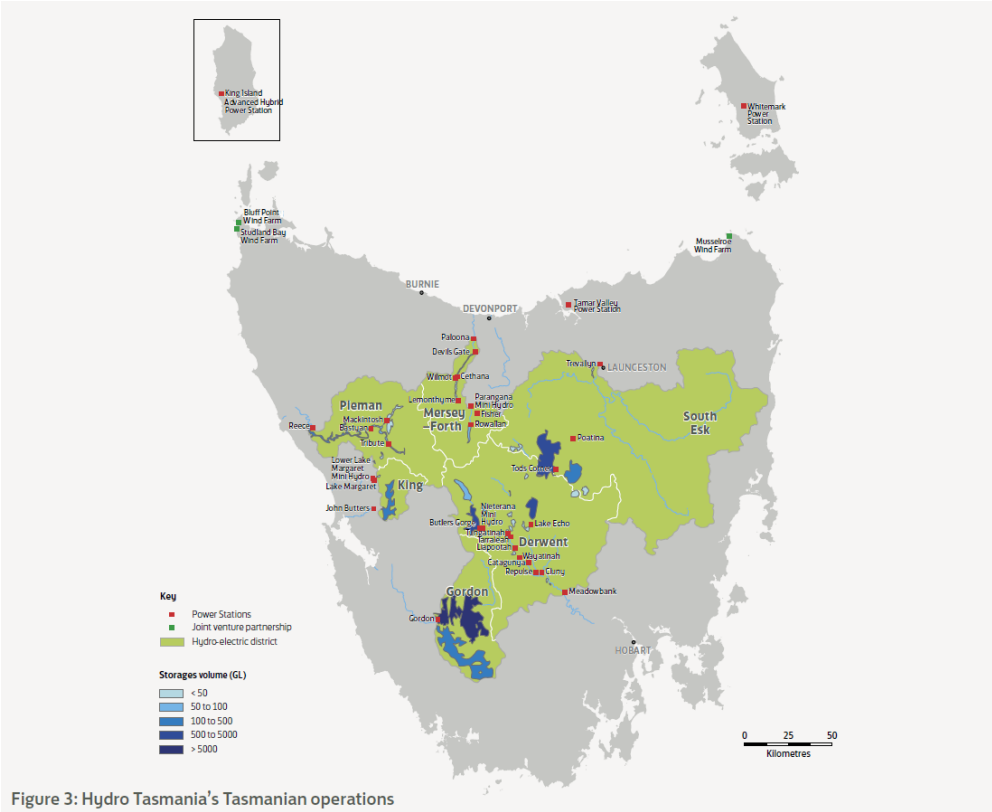 King Island
Advanced Hybrid
Power Station
Whitemark
Power
Station
Bluff Point
Wind Farm
Studland Bay
Wind Farm
Musselroe
Wind Farm
BURNIE
DEVONPORT
Tamar Valley
Power Station
Paloona
Devils Gate
Trevallyn
LAUNCESTON
Wilmot
Cethana
Lemonthyme
Parangana
Mini Hydro
Fisher
Rowallan
Pieman
Mackintosh
Bastyan
Reece
Tribute
Mersey
–Forth
South
Esk
Poatina
Tods Corner
Lower Lake
Margaret
Mini Hydro
Lake Margaret
King
John Butters
Nieterana
Mini
Hydro
Butlers Gorge
Lake Echo
Tungatinah
Tarraleah
Liapootah
Derwent
Wayatinah
Catagunya
Repulse
Cluny
Meadowbank
Gordon
Gordon
HOBART
Key
Power Stations
Joint venture partnership
Hydro-electric district
Storages volume (GL)
< 50
50 to 100
100 to 500
500 to 5000
> 5000
0 25 50
Kilometres
Figure 3: Hydro Tasmania's Tasmanian operations